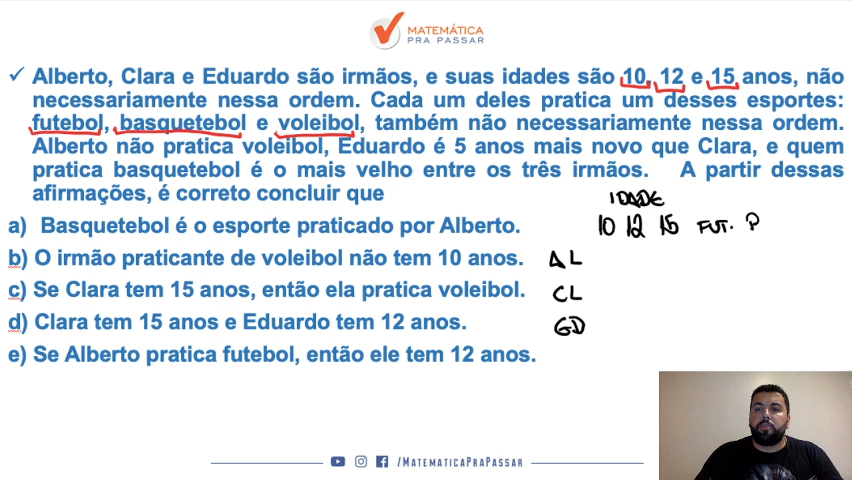 MATEMÁTICA
PRA PASSAR
✓ Alberto, Clara e Eduardo são irmãos, e suas idades são 10, 12 e 15 anos, não
necessariamente nessa ordem. Cada um deles pratica um desses esportes:
futebol, basquetebol e voleibol, também não necessariamente nessa ordem.
Alberto não pratica voleibol, Eduardo é 5 anos mais novo que Clara, e quem
pratica basquetebol é o mais velho entre os três irmãos. A partir dessas
afirmações, é correto concluir que
IDADE
a) Basquetebol é o esporte praticado por Alberto.
10 12 15 FUT.
b) O irmão praticante de voleibol não tem 10 anos.
AL
c) Se Clara tem 15 anos, então ela pratica voleibol.
CL
d) Clara tem 15 anos e Eduardo tem 12 anos.
ED
e) Se Alberto pratica futebol, então ele tem 12 anos.
/MatematicaPraPassar